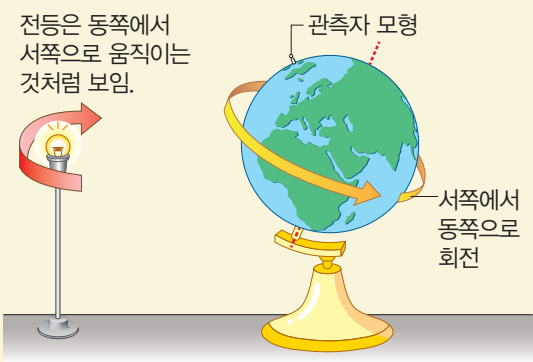 전등은 동쪽에서
서쪽으로 움직이는
것처럼 보임.
관측자 모형
서쪽에서
동쪽으로
회전